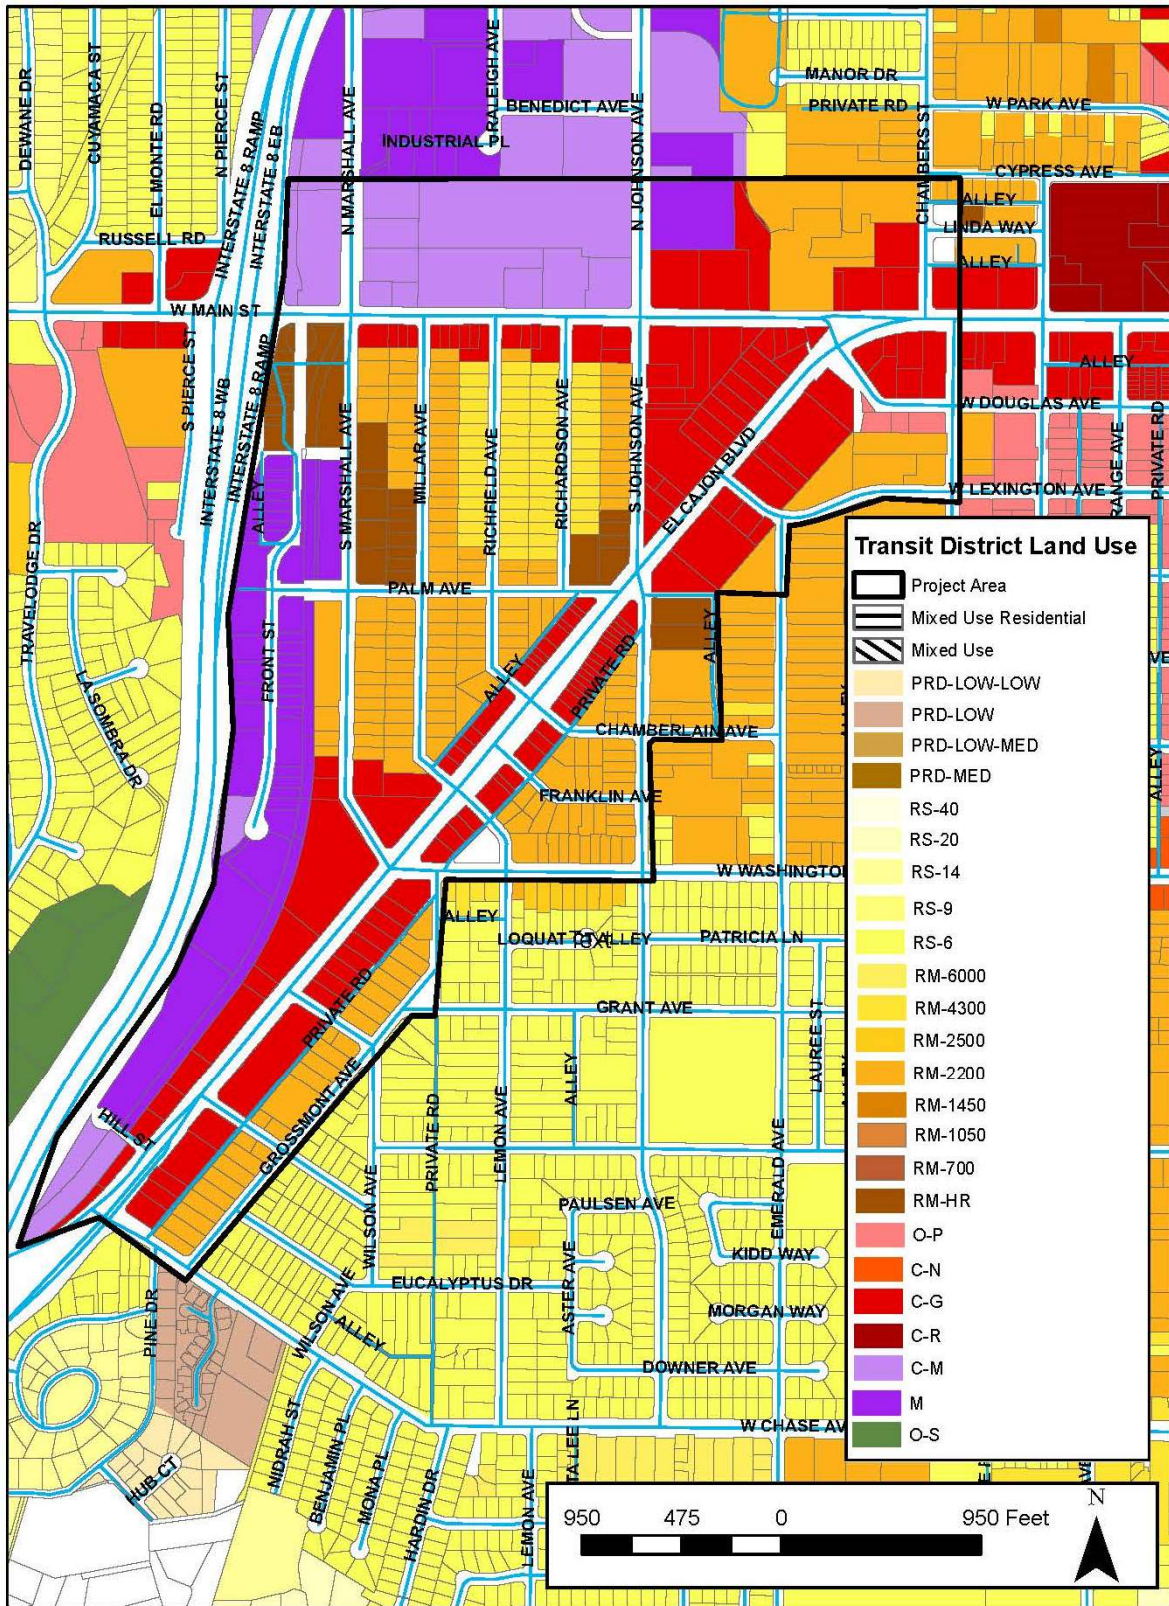 DEWANE DR
CUYAMACA ST
EL MONTE RD
N PIERCE ST
INTERSTATE 8 RAMP
INTERSTATE 8 EB
N MARSHALL AVE
RAYLEIGH AVE
BENEDICT AVE
INDUSTRIAL PL
N JOHNSON AVE
MANOR DR
PRIVATE RD
W PARK AVE
CHAMBERS ST
CYPRESS AVE
ALLEY
LINDA WAY
ALLEY
RUSSELL RD
W MAIN ST
S PIERCE ST
INTERSTATE 8 WB
INTERSTATE 8 RAMP
ALLEY
S MARSHALL AVE
MILLAR AVE
RICHFIELD AVE
RICHARDSON AVE
S JOHNSON AVE
EL CAJON BLVD
ALLEY
W DOUGLAS AVE
W LEXINGTON AVE
RANGE AVE
PRIVATE RD
TRAVELODGE DR
LA SOMBRA DR
FRONT ST
PALM AVE
ALLEY
PRIVATE RD
ALLEY
CHAMBERLAIN AVE
FRANKLIN AVE
W WASHINGTO
ALLEY
ALLEY
LOQUAT
Text
ALLEY
PATRICIA LN
GRANT AVE
PRIVATE RD
GROSSMONT AVE
HILL ST
WILSON AVE
PRIVATE RD
LEMON AVE
ALLEY
LAUREE ST
EMERALD AVE
PAULSEN AVE
KIDD WAY
EUCALYPTUS DR
ASTER AVE
MORGAN WAY
DOWNER AVE
PINE DR
WILSON AVE
ALLEY
W CHASE AV
NIDRAH ST
BENJAMIN PL
MONA PL
HARDIN DR
LEMON AVE
TA LEE LN
HUB CT
Transit District Land Use
Project Area
Mixed Use Residential
Mixed Use
PRD-LOW-LOW
PRD-LOW
PRD-LOW-MED
PRD-MED
RS-40
RS-20
RS-14
RS-9
RS-6
RM-6000
RM-4300
RM-2500
RM-2200
RM-1450
RM-1050
RM-700
RM-HR
O-P
C-N
C-G
C-R
C-M
M
O-S
950 475 0 950 Feet
N